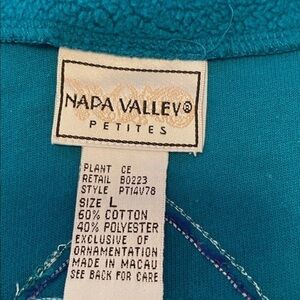 NAPA VALLEY®
PETITES
PLANT CE
RETAIL 80223
STYLE PT14V78
SIZE L
60% COTTON
40% POLYESTER
EXCLUSIVE OF
ORNAMENTATION
MADE IN MACAU
SEE BACK FOR CARE